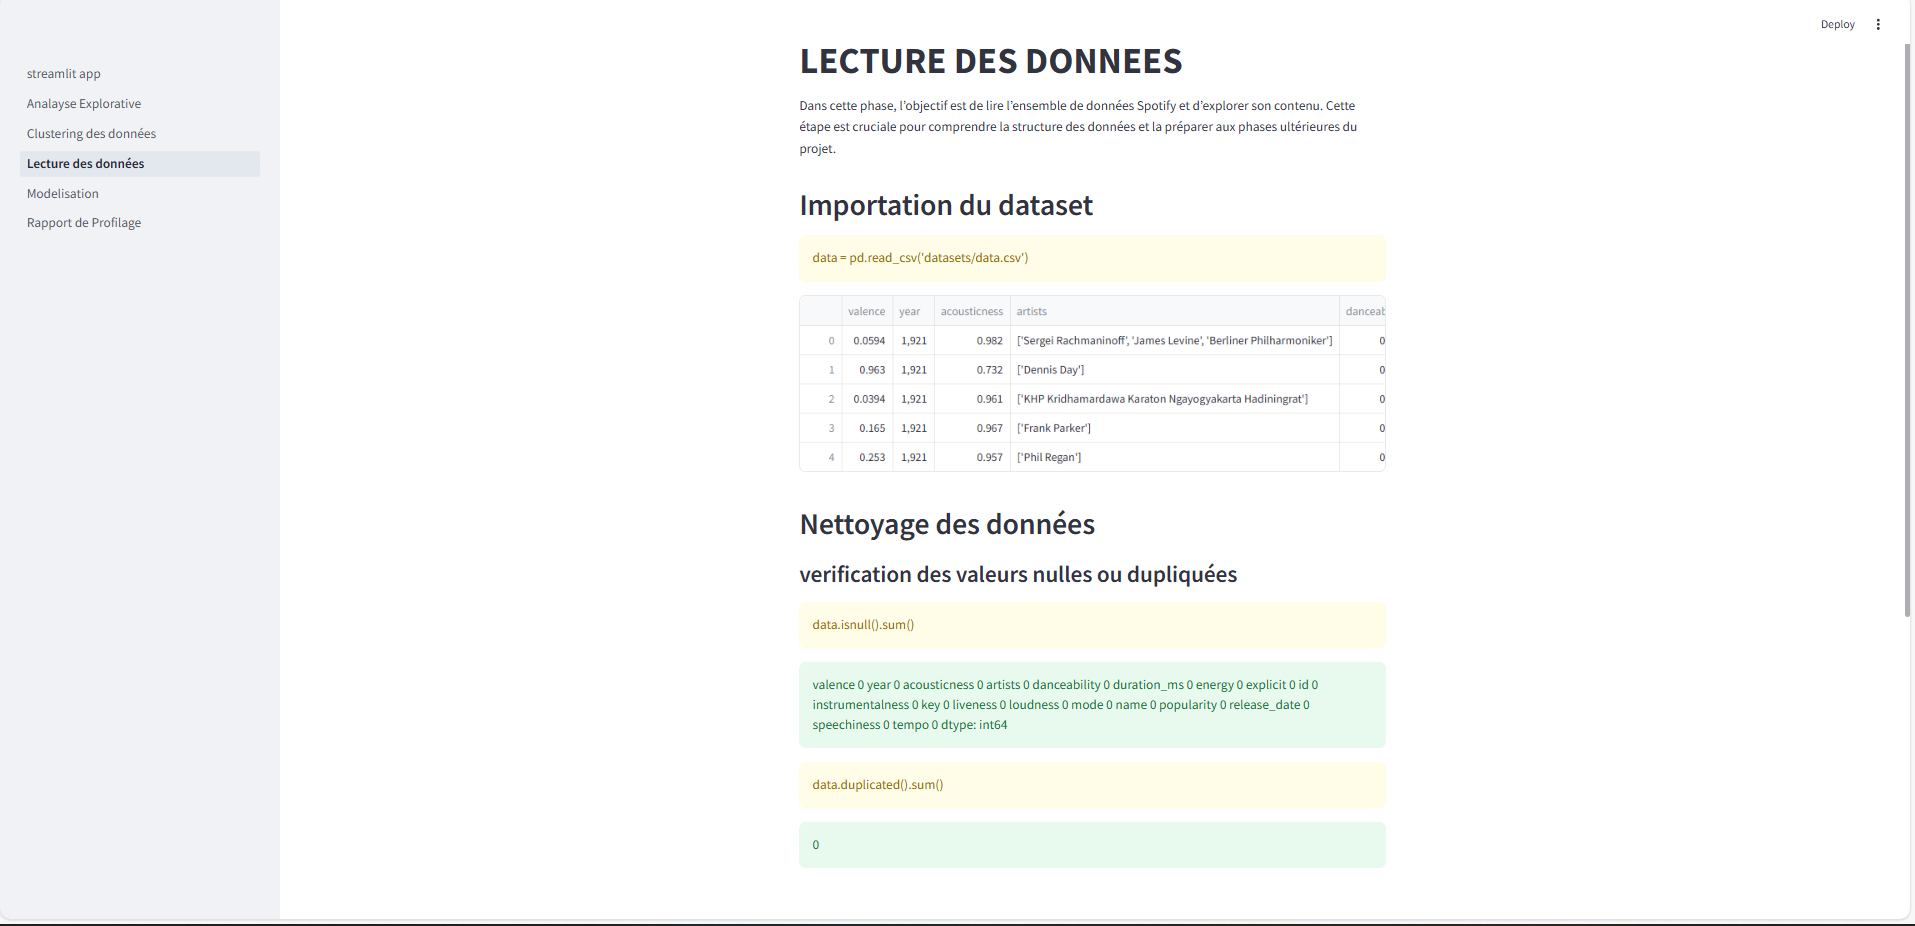 Deploy
streamlit app
Analayse Explorative
Clustering des données
Lecture des données
Modelisation
Rapport de Profilage
LECTURE DES DONNEES
Dans cette phase, l’objectif est de lire l’ensemble de données Spotify et d’explorer son contenu. Cette
étape est cruciale pour comprendre la structure des données et la préparer aux phases ultérieures du
projet.
Importation du dataset
data = pd.read_csv('datasets/data.csv')
valence year acousticness artists danceab
0 0.0594 1,921 0.982 ['Sergei Rachmaninoff', 'James Levine', 'Berliner Philharmoniker'] 0
1 0.963 1,921 0.732 ['Dennis Day'] 0
2 0.0394 1,921 0.961 ['KHP Kridhamardawa Karaton Ngayogyakarta Hadiningrat'] 0
3 0.165 1,921 0.967 ['Frank Parker'] 0
4 0.253 1,921 0.957 ['Phil Regan'] 0
Nettoyage des données
verification des valeurs nulles ou dupliquées
data.isnull().sum()
valence 0 year 0 acousticness 0 artists 0 danceability 0 duration_ms 0 energy 0 explicit 0 id 0
instrumentalness 0 key 0 liveness 0 loudness 0 mode 0 name 0 popularity 0 release_date 0
speechiness 0 tempo 0 dtype: int64
data.duplicated().sum()
0